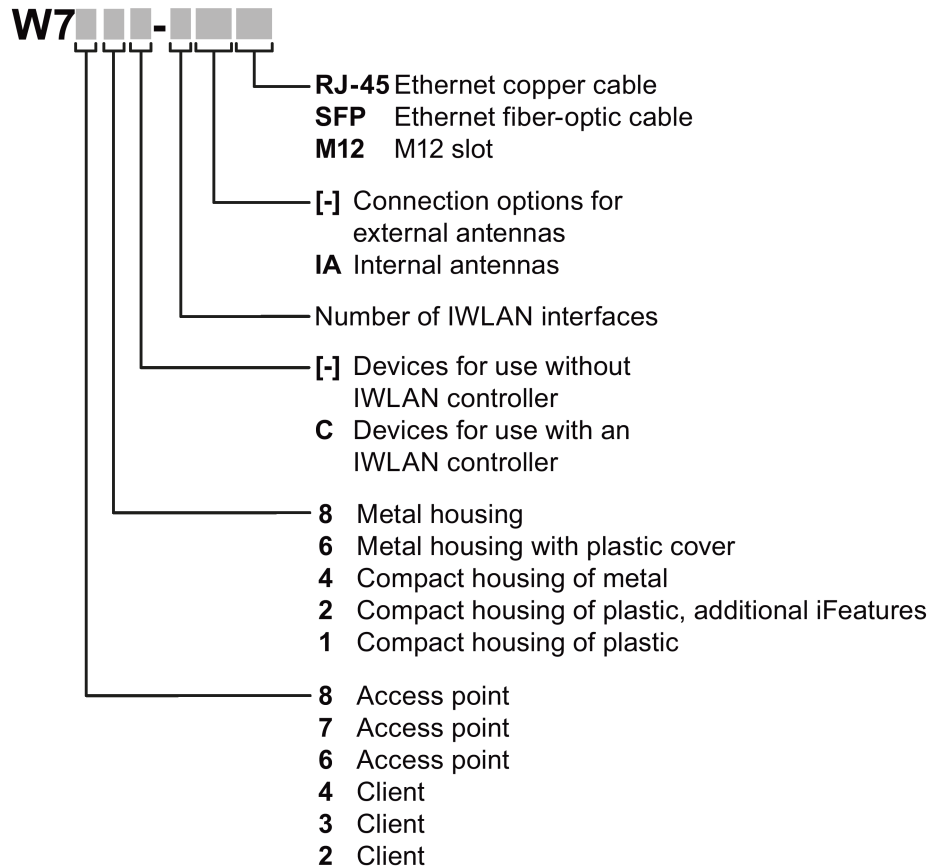 W7 -
RJ-45 Ethernet copper cable
SFP Ethernet fiber-optic cable
M12 M12 slot
[-] Connection options for
external antennas
IA Internal antennas
Number of IWLAN interfaces
[-] Devices for use without
IWLAN controller
C Devices for use with an
IWLAN controller
8 Metal housing
6 Metal housing with plastic cover
4 Compact housing of metal
2 Compact housing of plastic, additional iFeatures
1 Compact housing of plastic
8 Access point
7 Access point
6 Access point
4 Client
3 Client
2 Client